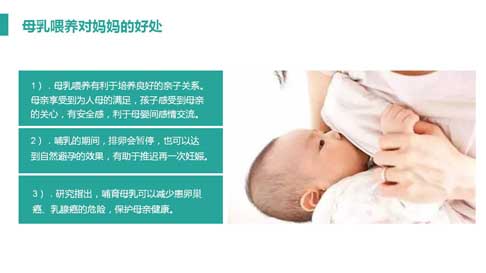 母乳喂养对妈妈的好处
1）．母乳喂养有利于培养良好的亲子关系。
母亲享受到为人母的满足，孩子感受到母亲
的关心，有安全感，利于母婴间感情交流。
2）．哺乳的期间，排卵会暂停，也可以达
到自然避孕的效果，有助于推迟再一次妊娠。
3）．研究指出，哺育母乳可以减少患卵巢
癌、乳腺癌的危险，保护母亲健康。